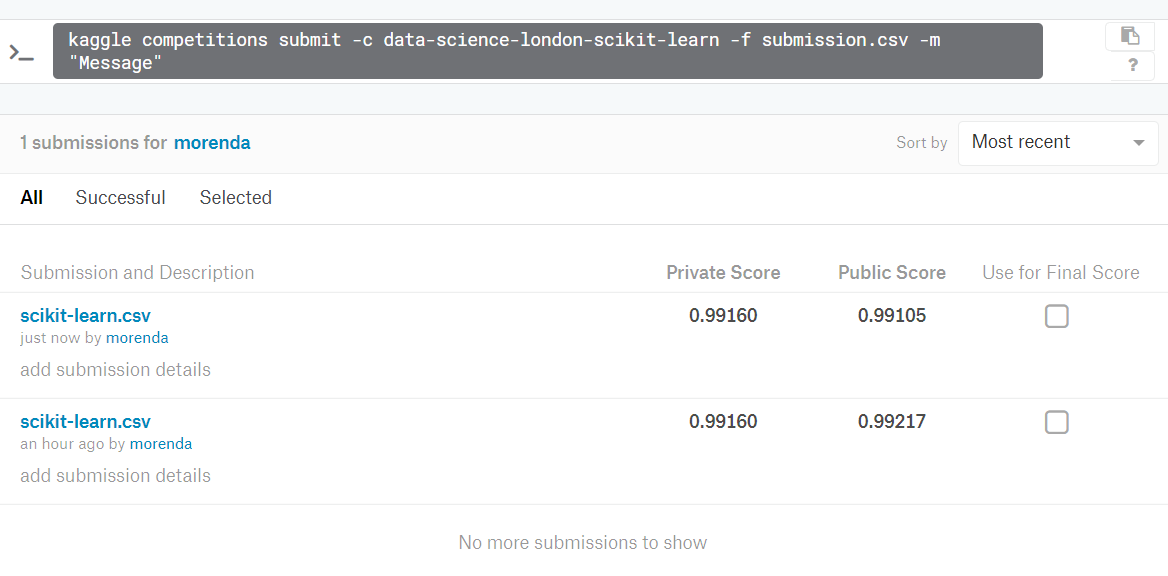 kaggle competitions submit -c data-science-london-scikit-learn -f submission.csv -m
"Message"
?
1 submissions for morenda
Sort by Most recent
All Successful Selected
Submission and Description Private Score Public Score Use for Final Score
scikit-learn.csv 0.99160 0.99105
just now by morenda
add submission details
scikit-learn.csv 0.99160 0.99217
an hour ago by morenda
add submission details
No more submissions to show